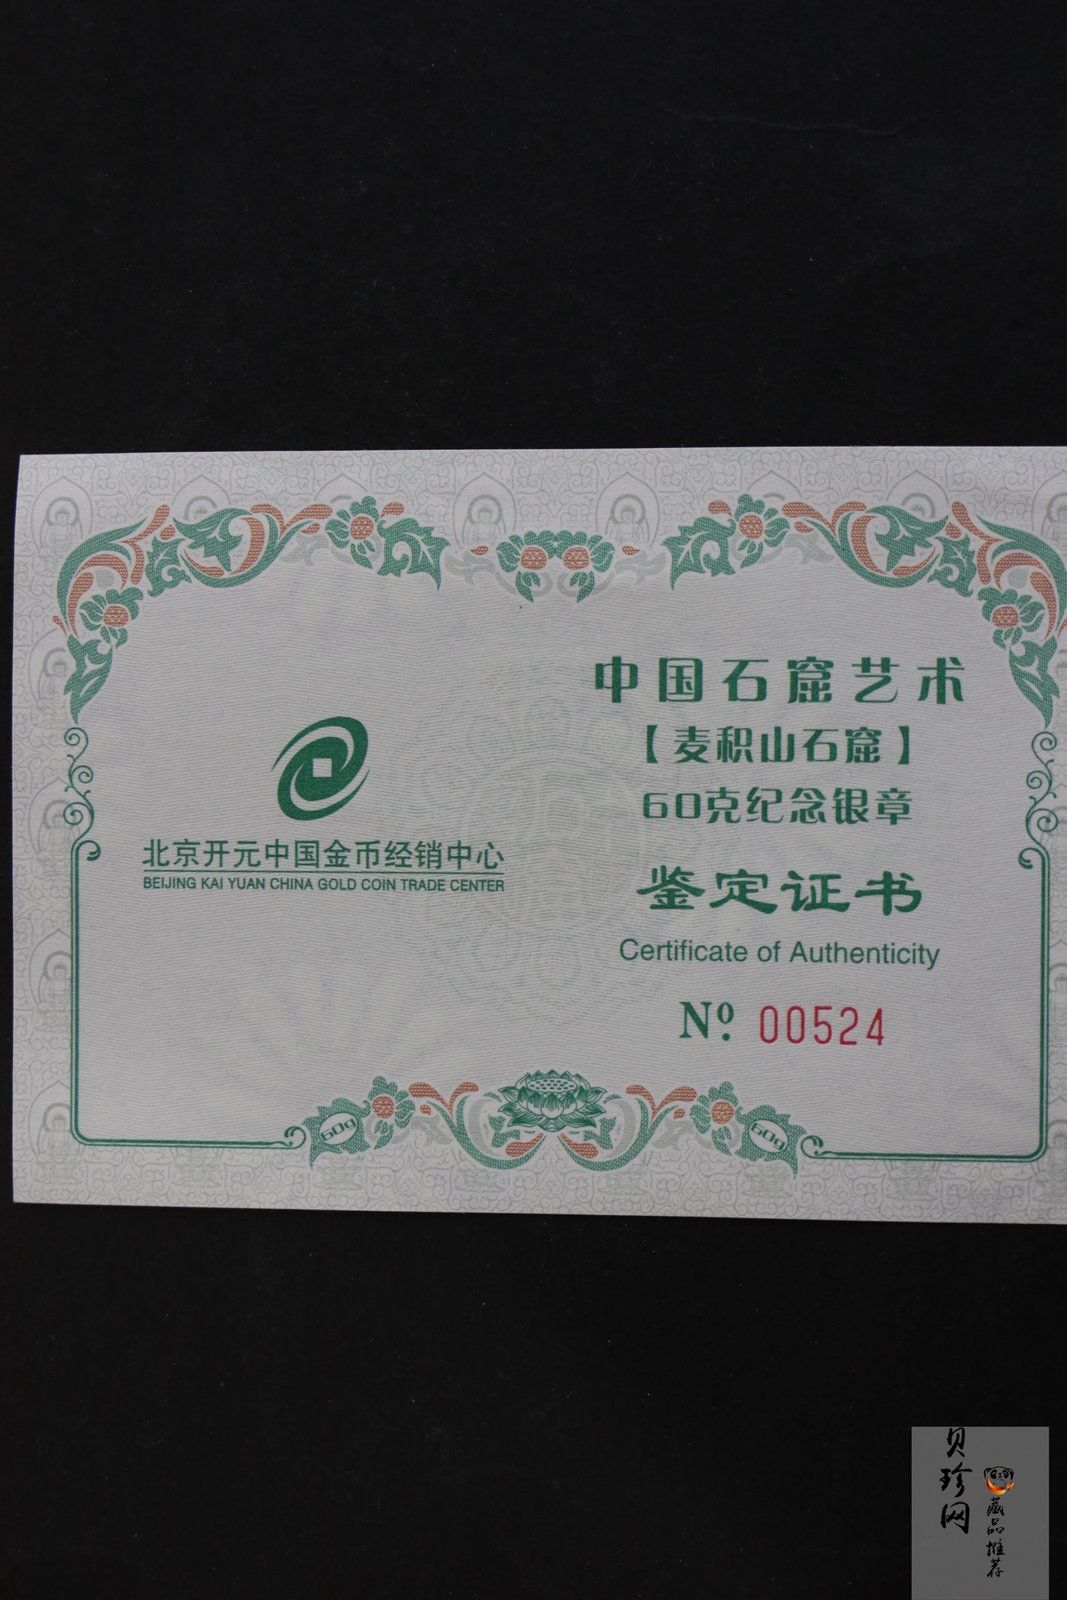 中国石窟艺术
【麦积山石窟】
60克纪念银章
鉴定证书
Certificate of Authenticity
Nº 00524
北京开元中国金币经销中心
BEIJING KAI YUAN CHINA GOLD COIN TRADE CENTER
60g
60g
贝珍网
藏品推荐